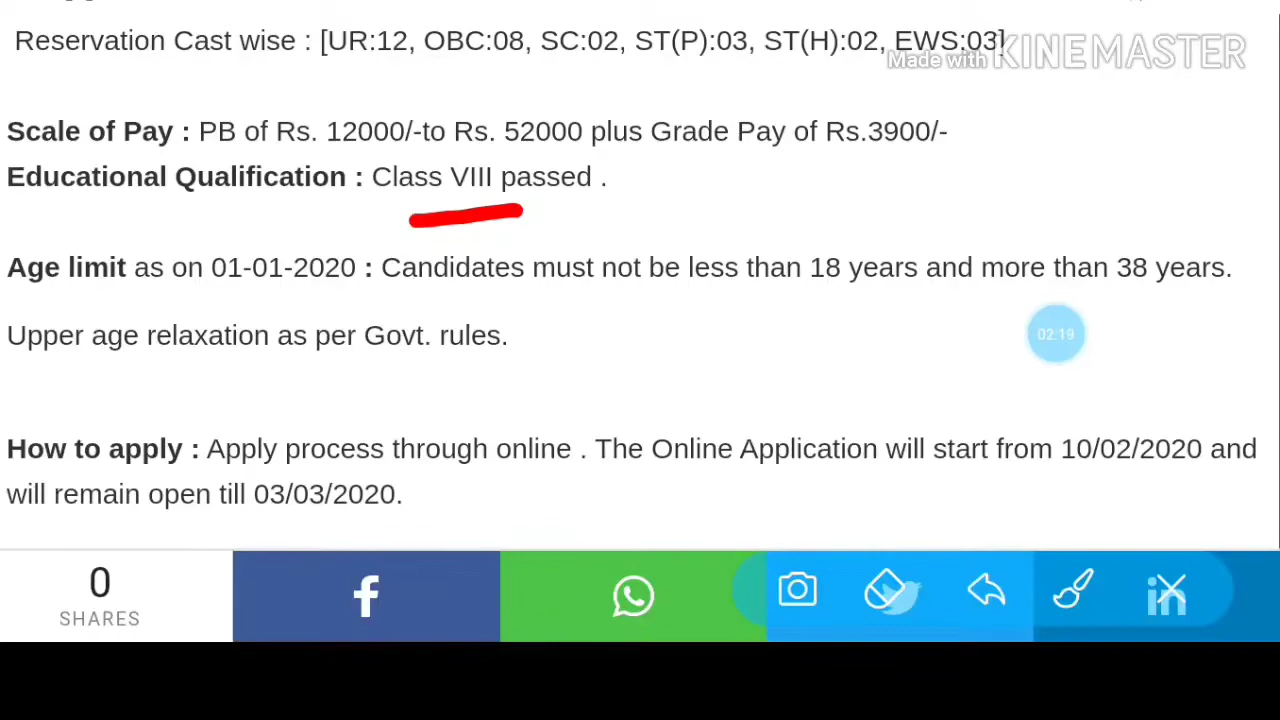 Reservation Cast wise : [UR:12, OBC:08, SC:02, ST(P):03, ST(H):02, EWS:03]
Made with KINEMASTER
Scale of Pay : PB of Rs. 12000/-to Rs. 52000 plus Grade Pay of Rs.3900/-
Educational Qualification : Class VIII passed .
Age limit as on 01-01-2020 : Candidates must not be less than 18 years and more than 38 years.
Upper age relaxation as per Govt. rules.
02:19
How to apply : Apply process through online . The Online Application will start from 10/02/2020 and
will remain open till 03/03/2020.
0
SHARES